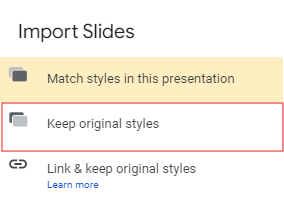 Import Slides
Match styles in this presentation
Keep original styles
Link & keep original styles
Learn more